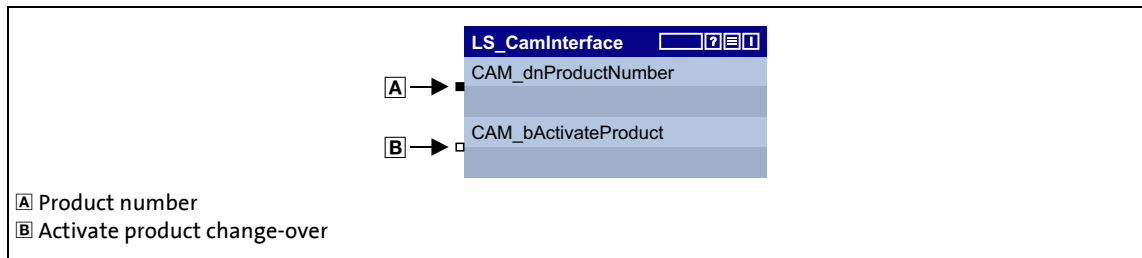 LS_CamInterface ?
CAM_dnProductNumber
A
CAM_bActivateProduct
B
A Product number
B Activate product change-over